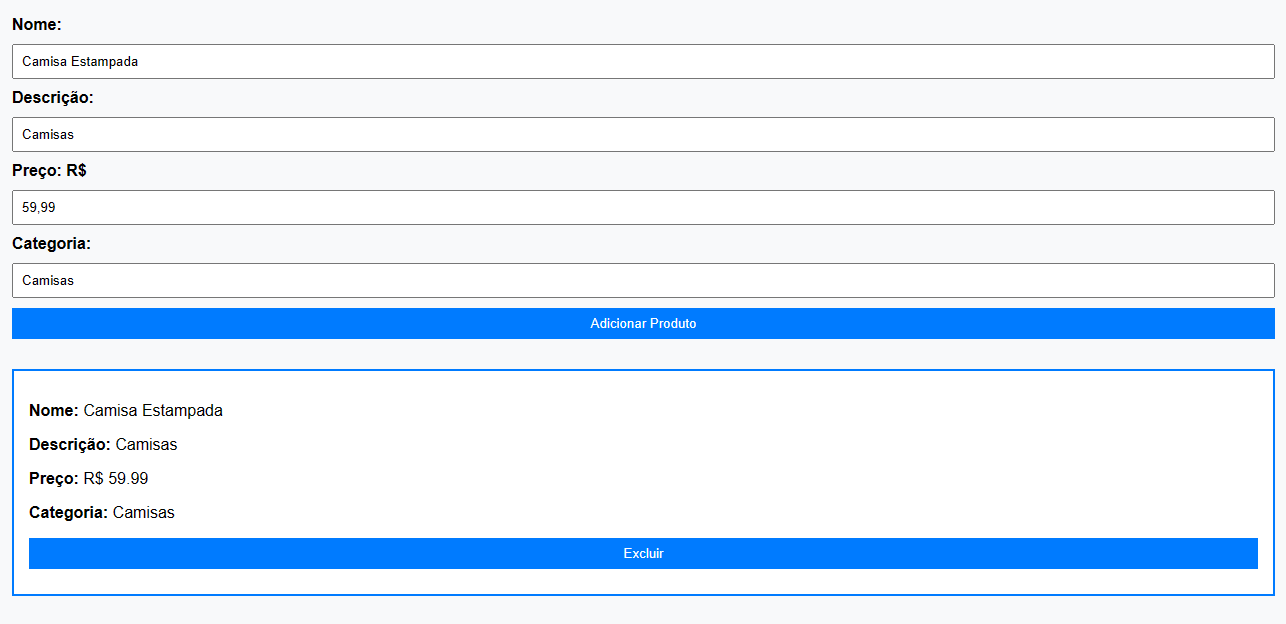 Nome:
Camisa Estampada
Descrição:
Camisas
Preço: R$
59,99
Categoria:
Camisas
Adicionar Produto
Nome: Camisa Estampada
Descrição: Camisas
Preço: R$ 59.99
Categoria: Camisas
Excluir